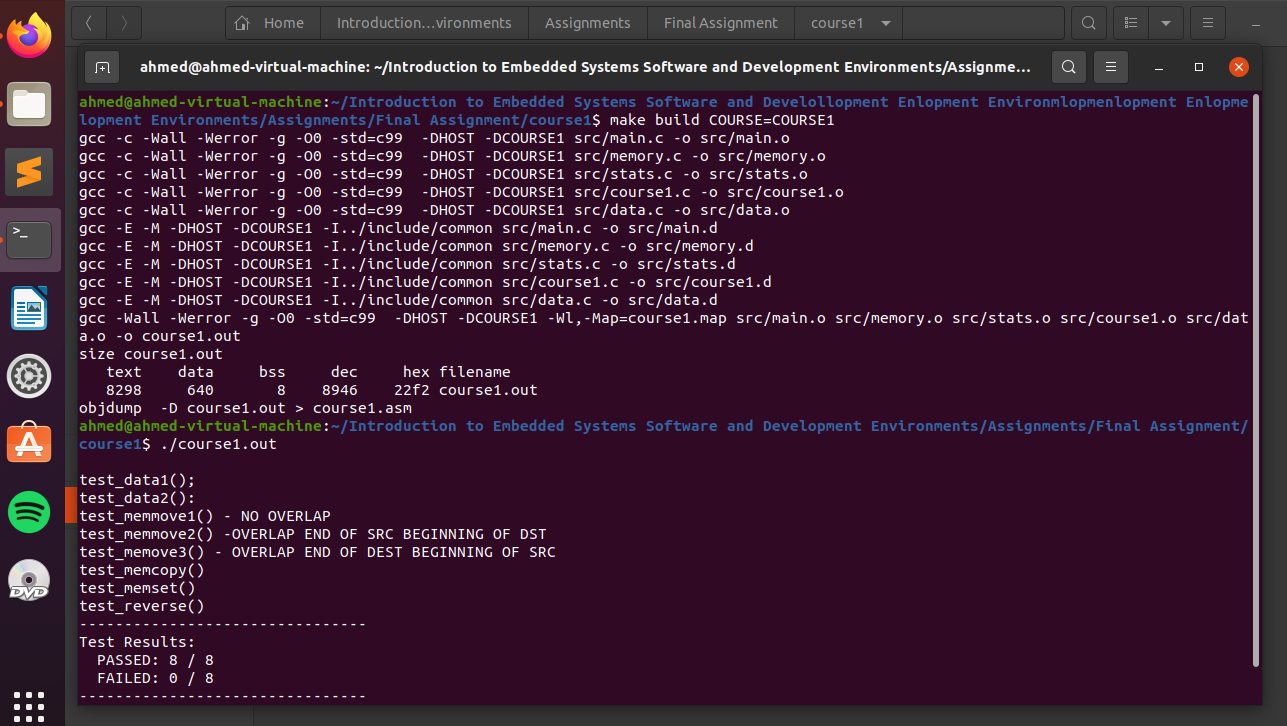 Home
Introduction…vironments
Assignments
Final Assignment
course1
ahmed@ahmed-virtual-machine: ~/Introduction to Embedded Systems Software and Development Environments/Assignme...
ahmed@ahmed-virtual-machine:~/Introduction to Embedded Systems Software and Develollopment Enlopment Environmlopmenlopment Enlopme
lopment Environments/Assignments/Final Assignment/course1$ make build COURSE=COURSE1
gcc -c -Wall -Werror -g -O0 -std=c99  -DHOST -DCOURSE1 src/main.c -o src/main.o
gcc -c -Wall -Werror -g -O0 -std=c99  -DHOST -DCOURSE1 src/memory.c -o src/memory.o
gcc -c -Wall -Werror -g -O0 -std=c99  -DHOST -DCOURSE1 src/stats.c -o src/stats.o
gcc -c -Wall -Werror -g -O0 -std=c99  -DHOST -DCOURSE1 src/course1.c -o src/course1.o
gcc -c -Wall -Werror -g -O0 -std=c99  -DHOST -DCOURSE1 src/data.c -o src/data.o
gcc -E -M -DHOST -DCOURSE1 -I../include/common src/main.c -o src/main.d
gcc -E -M -DHOST -DCOURSE1 -I../include/common src/memory.c -o src/memory.d
gcc -E -M -DHOST -DCOURSE1 -I../include/common src/stats.c -o src/stats.d
gcc -E -M -DHOST -DCOURSE1 -I../include/common src/course1.c -o src/course1.d
gcc -E -M -DHOST -DCOURSE1 -I../include/common src/data.c -o src/data.d
gcc -Wall -Werror -g -O0 -std=c99  -DHOST -DCOURSE1 -Wl,-Map=course1.map src/main.o src/memory.o src/stats.o src/course1.o src/dat
a.o -o course1.out
size course1.out
   text    data     bss     dec     hex filename
   8298     640       8    8946    22f2 course1.out
objdump  -D course1.out > course1.asm
ahmed@ahmed-virtual-machine:~/Introduction to Embedded Systems Software and Development Environments/Assignments/Final Assignment/
course1$ ./course1.out
test_data1();
test_data2():
test_memmove1() - NO OVERLAP
test_memmove2() -OVERLAP END OF SRC BEGINNING OF DST
test_memove3() - OVERLAP END OF DEST BEGINNING OF SRC
test_memcopy()
test_memset()
test_reverse()
--------------------------------
Test Results:
  PASSED: 8 / 8
  FAILED: 0 / 8
--------------------------------
>_
A
DVD